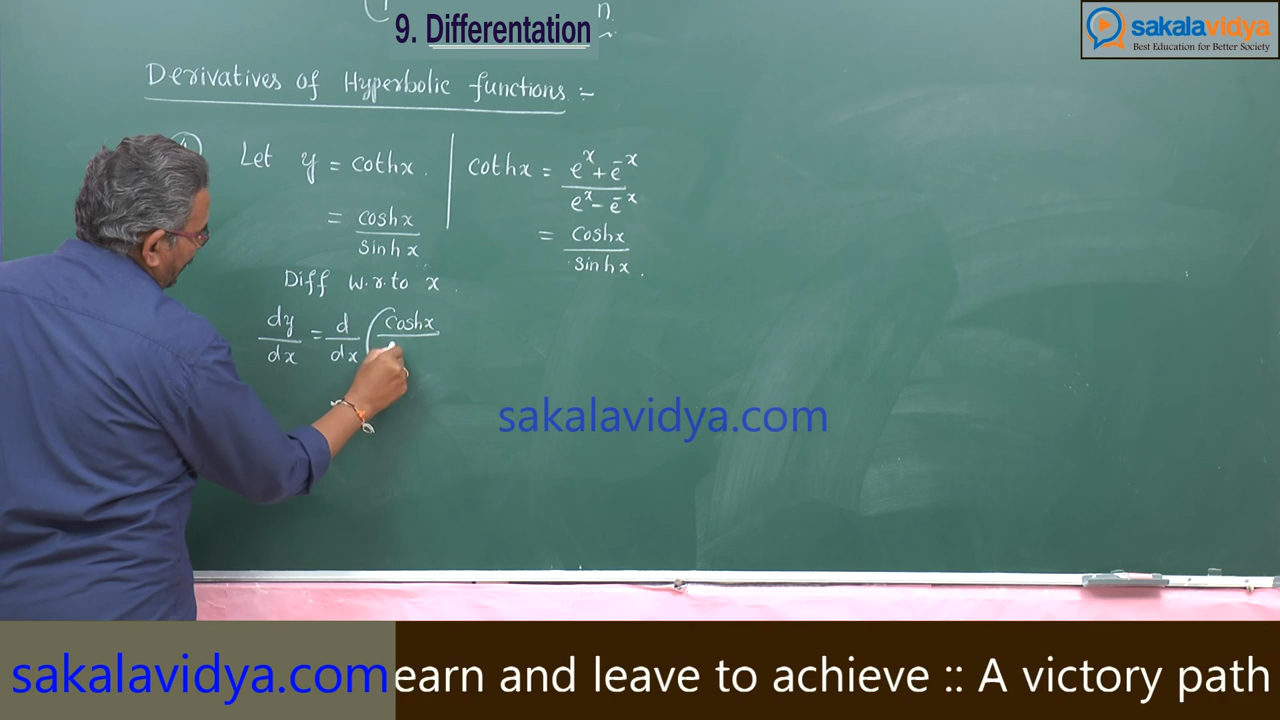 9. Differentation
sakalavidya
Best Education for Better Society
Derivatives of Hyperbolic functions :-
Let y = cothx .
= coshx / sinhx
cothx = e^x + e^-x / e^x - e^-x
= coshx / sinhx .
Diff w.r.to x .
dy/dx = d/dx (coshx
sakalavidya.com
sakalavidya.com
earn and leave to achieve :: A victory path